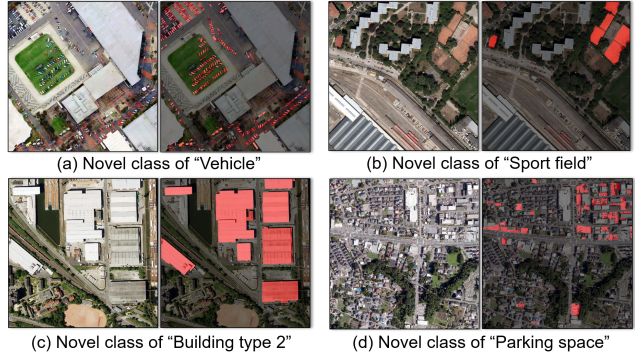 (a) Novel class of “Vehicle”
(b) Novel class of “Sport field”
(c) Novel class of “Building type 2”
(d) Novel class of “Parking space”